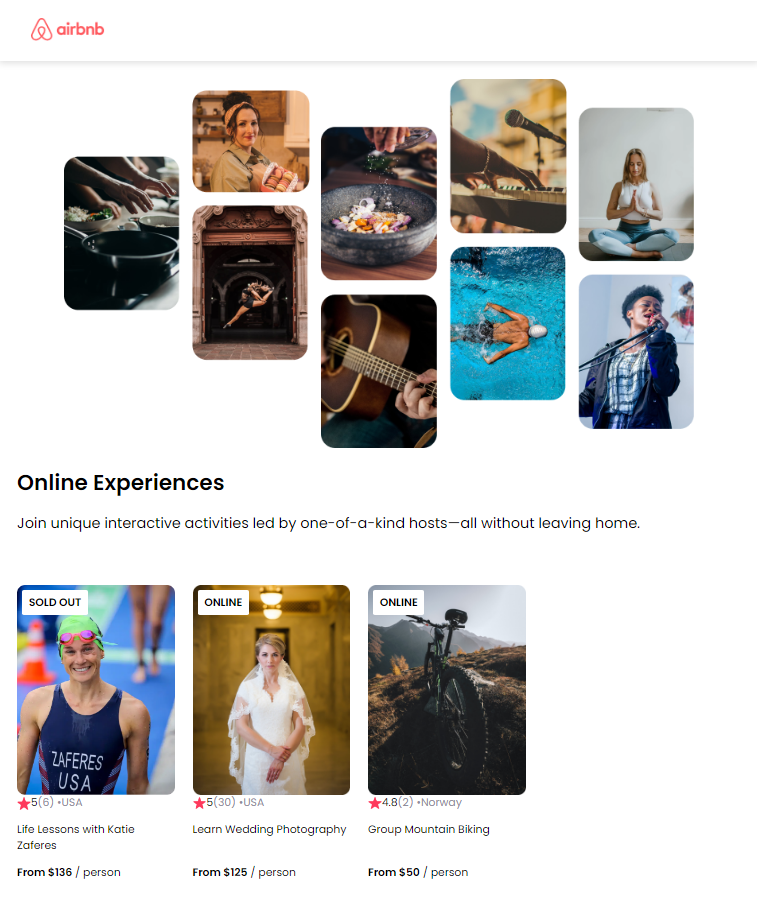 airbnb
Online Experiences
Join unique interactive activities led by one-of-a-kind hosts—all without leaving home.
SOLD OUT
ZAFERES
USA
5(6) •USA
Life Lessons with Katie
Zaferes
From $136 / person
ONLINE
5(30) •USA
Learn Wedding Photography
From $125 / person
ONLINE
4.8(2) •Norway
Group Mountain Biking
From $50 / person